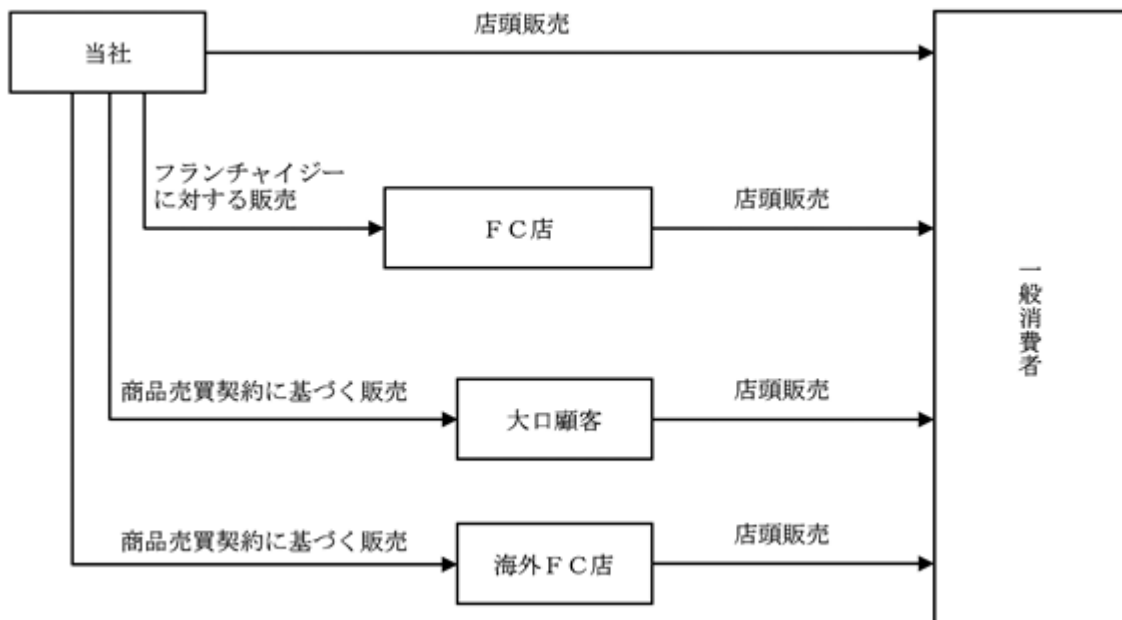 当社
店頭販売
フランチャイジー
に対する販売
ＦＣ店
店頭販売
商品売買契約に基づく販売
大口顧客
店頭販売
商品売買契約に基づく販売
海外ＦＣ店
店頭販売
一般消費者